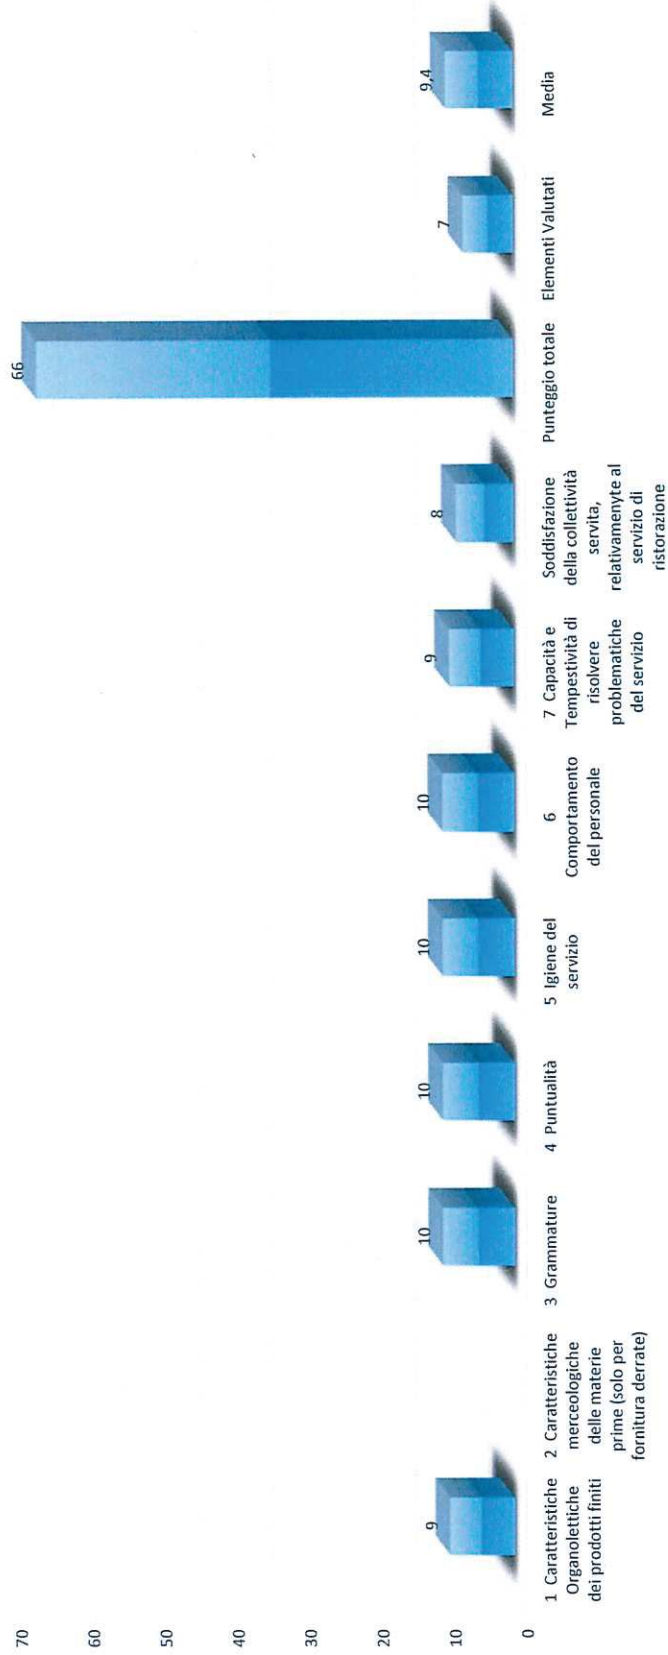 70
60
50
40
30
20
10
0
9
10
10
10
10
9
8
66
7
9,4
1 Caratteristiche
Organolettiche
dei prodotti finiti
2 Caratteristiche
merceologiche
delle materie
prime (solo per
fornitura derrate)
3 Grammature
4 Puntualità
5 Igiene del
servizio
6
Comportamento
del personale
7 Capacità e
Tempestività di
risolvere
problematiche
del servizio
Soddisfazione
della collettività
servita,
relativamenyte al
servizio di
ristorazione
Punteggio totale
Elementi Valutati
Media